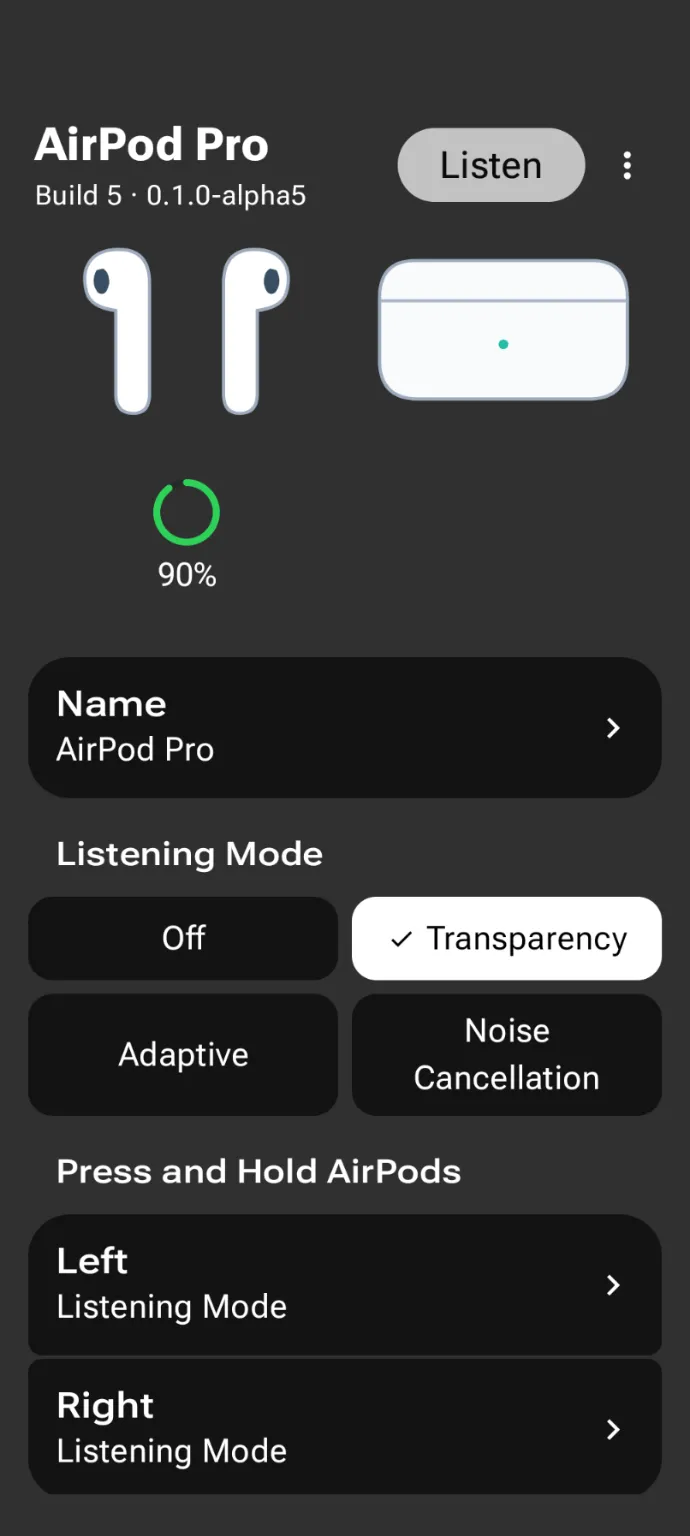 AirPod Pro
Build 5 · 0.1.0-alpha5
Listen
90%
Name
AirPod Pro
Listening Mode
Off
Transparency
Adaptive
Noise
Cancellation
Press and Hold AirPods
Left
Listening Mode
Right
Listening Mode